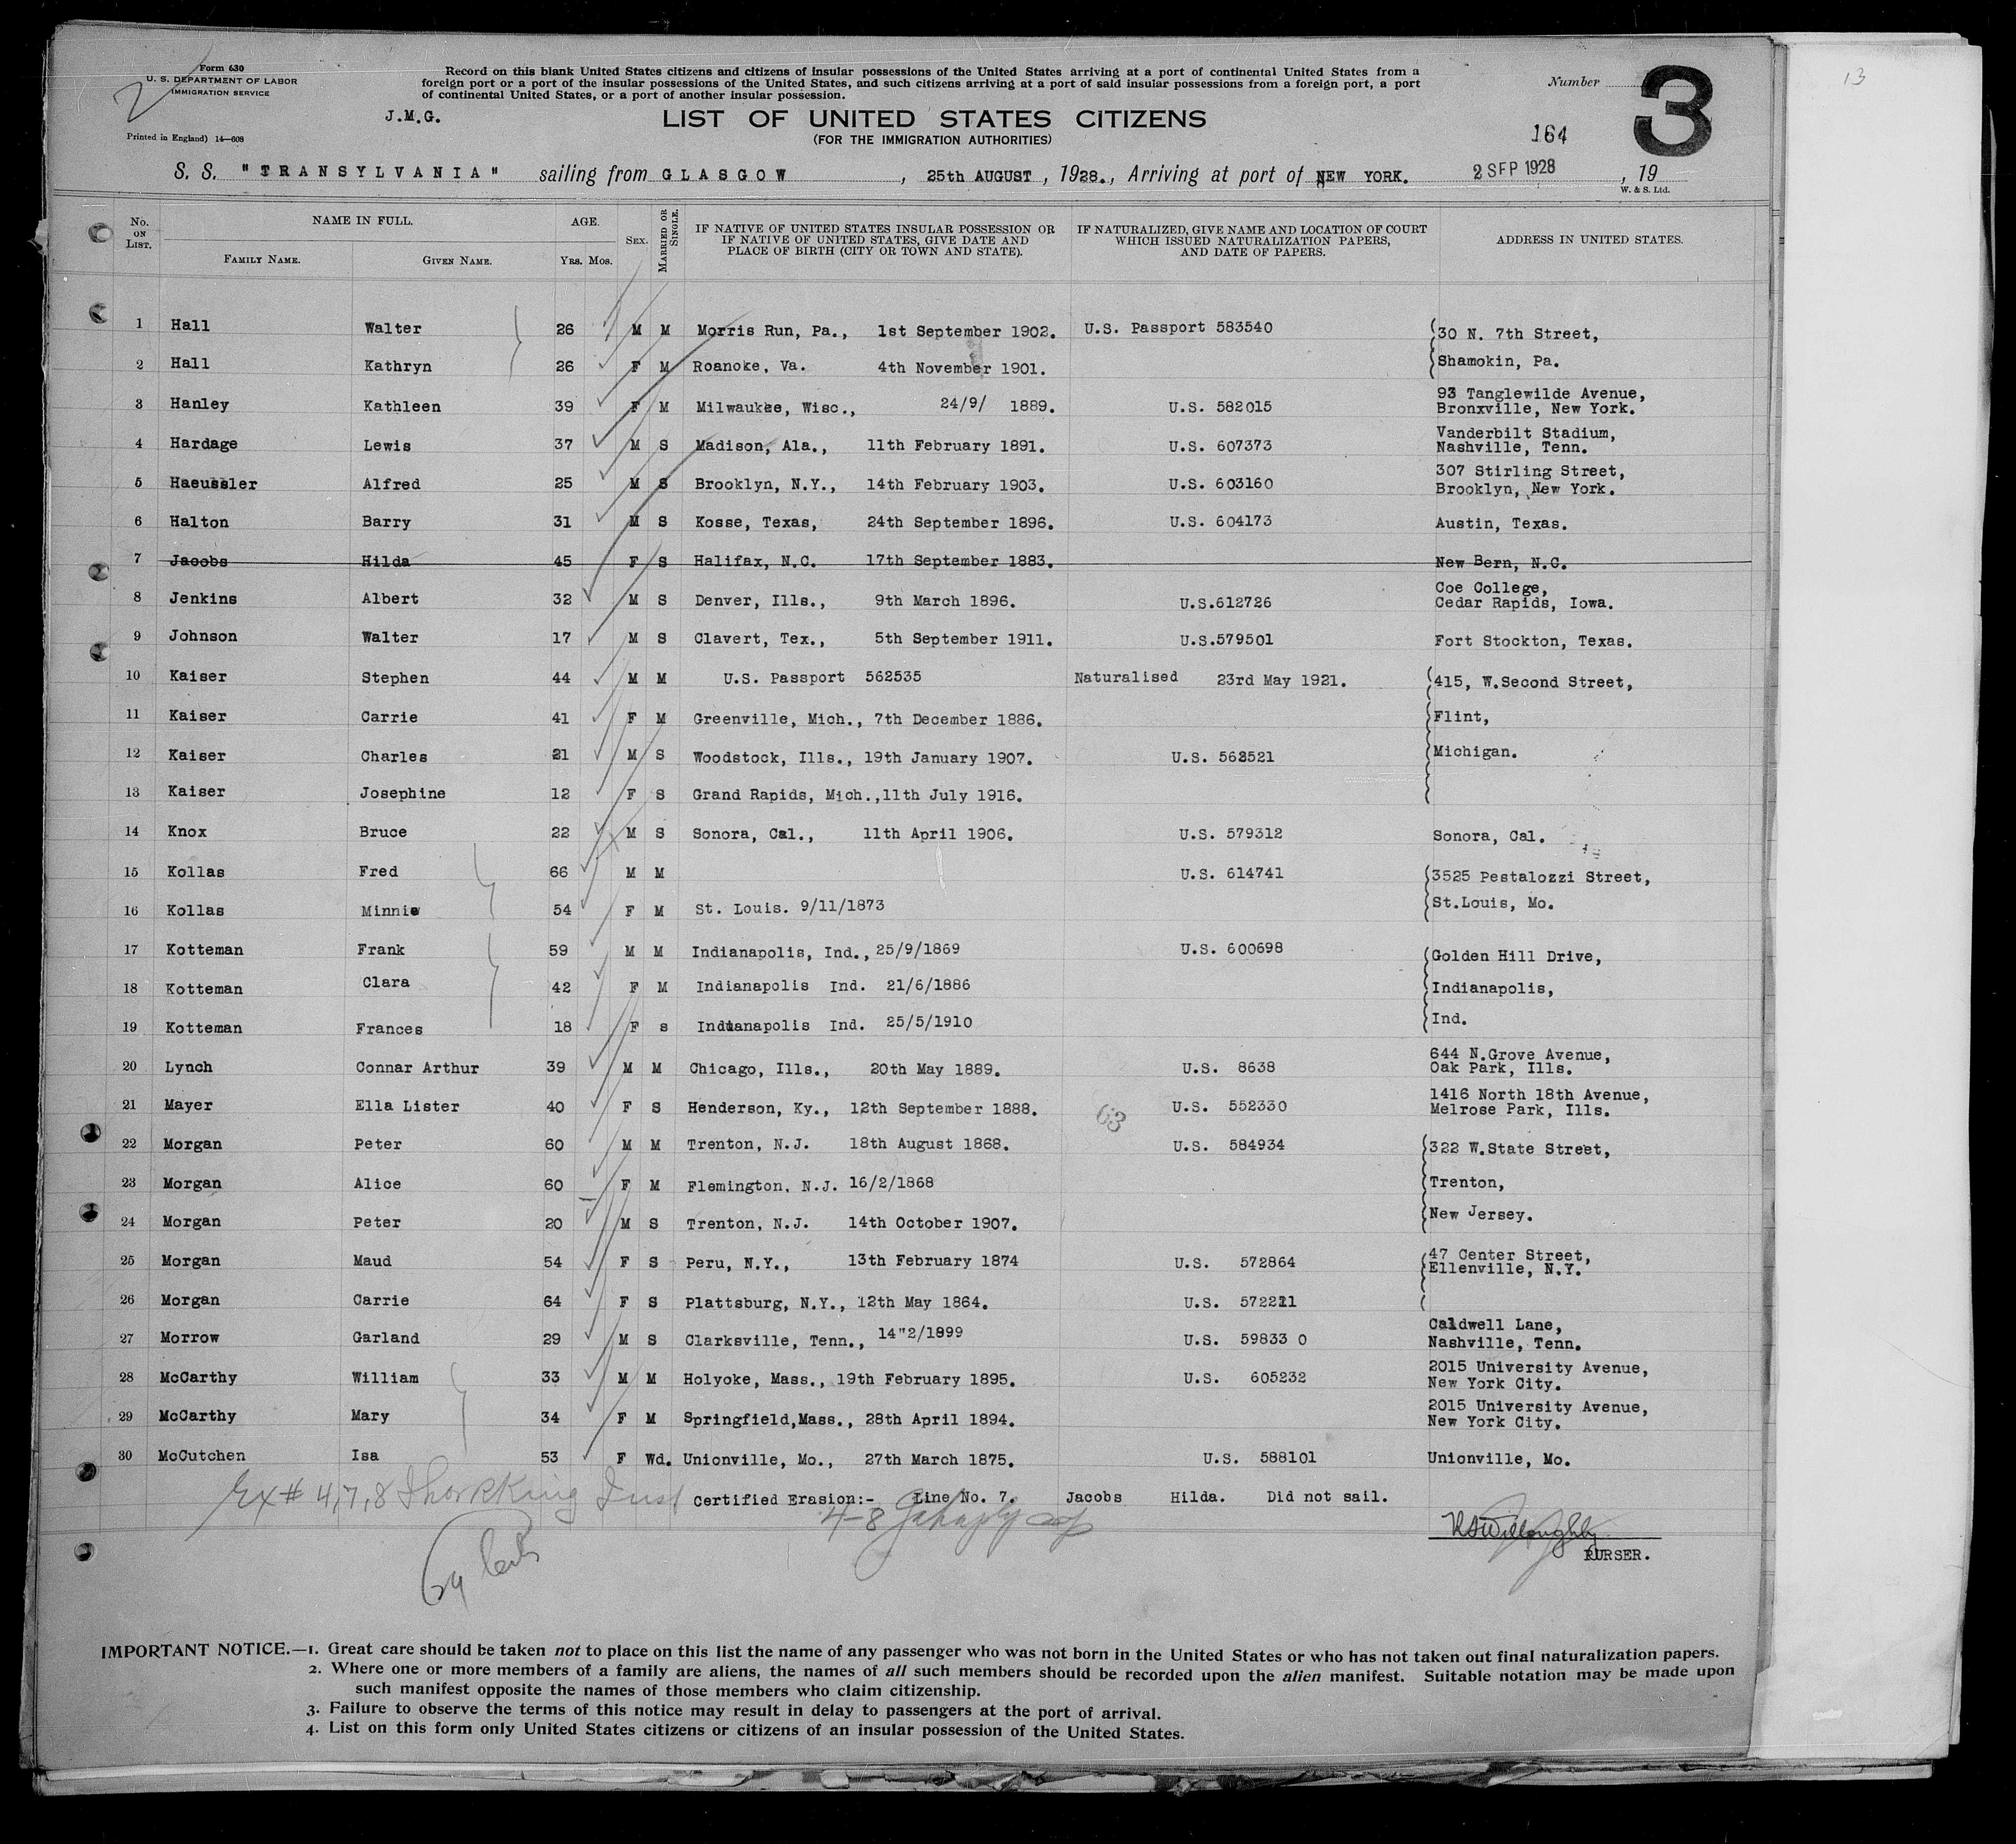 Form 630
U. S. DEPARTMENT OF LABOR
IMMIGRATION SERVICE
Printed in England) 14—608
2
Record on this blank United States citizens and citizens of insular possessions of the United States arriving at a port of continental United States from a
foreign port or a port of the insular possessions of the United States, and such citizens arriving at a port of said insular possessions from a foreign port, a port
of continental United States, or a port of another insular possession.
Number 3
13
J.M.G.
LIST OF UNITED STATES CITIZENS
(FOR THE IMMIGRATION AUTHORITIES)
164
S. S. "TRANSYLVANIA" sailing from GLASGOW, 25th AUGUST, 1928., Arriving at port of NEW YORK. 2 SEP 1928, 19
W. & S. Ltd.
No. ON LIST. NAME IN FULL. FAMILY NAME. GIVEN NAME. AGE. YRS. MOS. SEX. MARRIED OR SINGLE. IF NATIVE OF UNITED STATES INSULAR POSSESSION OR IF NATIVE OF UNITED STATES, GIVE DATE AND PLACE OF BIRTH (CITY OR TOWN AND STATE). IF NATURALIZED, GIVE NAME AND LOCATION OF COURT WHICH ISSUED NATURALIZATION PAPERS, AND DATE OF PAPERS. ADDRESS IN UNITED STATES.
1 Hall Walter 26 M M Morris Run, Pa., 1st September 1902. U.S. Passport 583540 30 N. 7th Street,
2 Hall Kathryn 26 F M Roanoke, Va. 4th November 1901. Shamokin, Pa.
3 Hanley Kathleen 39 F M Milwaukee, Wisc., 24/9/ 1889. U.S. 582015 93 Tanglewilde Avenue, Bronxville, New York.
4 Hardage Lewis 37 M S Madison, Ala., 11th February 1891. U.S. 607373 Vanderbilt Stadium, Nashville, Tenn.
5 Haeussler Alfred 25 M S Brooklyn, N.Y., 14th February 1903. U.S. 603160 307 Stirling Street, Brooklyn, New York.
6 Halton Barry 31 M S Kosse, Texas, 24th September 1896. U.S. 604173 Austin, Texas.
7 Jacobs Hilda 45 F S Halifax, N.C. 17th September 1883. New Bern, N.C.
8 Jenkins Albert 32 M S Denver, Ills., 9th March 1896. U.S.612726 Coe College, Cedar Rapids, Iowa.
9 Johnson Walter 17 M S Clavert, Tex., 5th September 1911. U.S.579501 Fort Stockton, Texas.
10 Kaiser Stephen 44 M M U.S. Passport 562535 Naturalised 23rd May 1921. 415, W.Second Street,
11 Kaiser Carrie 41 F M Greenville, Mich., 7th December 1886. Flint,
12 Kaiser Charles 21 M S Woodstock, Ills., 19th January 1907. U.S. 562521 Michigan.
13 Kaiser Josephine 12 F S Grand Rapids, Mich.,11th July 1916.
14 Knox Bruce 22 M S Sonora, Cal., 11th April 1906. U.S. 579312 Sonora, Cal.
15 Kollas Fred 66 M M U.S. 614741 3525 Pestalozzi Street,
16 Kollas Minnie 54 F M St. Louis. 9/11/1873 St.Louis, Mo.
17 Kotteman Frank 59 M M Indianapolis, Ind., 25/9/1869 U.S. 600698 Golden Hill Drive,
18 Kotteman Clara 42 F M Indianapolis Ind. 21/6/1886 Indianapolis,
19 Kotteman Frances 18 F s Indianapolis Ind. 25/5/1910 Ind.
20 Lynch Connar Arthur 39 M M Chicago, Ills., 20th May 1889. U.S. 8638 644 N.Grove Avenue, Oak Park, Ills.
21 Mayer Ella Lister 40 F S Henderson, Ky., 12th September 1888. 63 U.S. 552330 1416 North 18th Avenue, Melrose Park, Ills.
22 Morgan Peter 60 M M Trenton, N.J. 18th August 1868. U.S. 584934 322 W.State Street,
23 Morgan Alice 60 F M Flemington, N.J. 16/2/1868 Trenton,
24 Morgan Peter 20 M S Trenton, N.J. 14th October 1907. New Jersey.
25 Morgan Maud 54 F S Peru, N.Y., 13th February 1874 U.S. 572864 47 Center Street, Ellenville, N.Y.
26 Morgan Carrie 64 F S Plattsburg, N.Y., 12th May 1864. U.S. 572211
27 Morrow Garland 29 M S Clarksville, Tenn., 14"2/1899 U.S. 59833 0 Caldwell Lane, Nashville, Tenn.
28 McCarthy William 33 M M Holyoke, Mass., 19th February 1895. U.S. 605232 2015 University Avenue, New York City.
29 McCarthy Mary 34 F M Springfield,Mass., 28th April 1894. 2015 University Avenue, New York City.
30 McCutchen Isa 53 F Wd. Unionville, Mo., 27th March 1875. U.S. 588101 Unionville, Mo.
Ex # 4,7,8
Certified Erasion:- Line No. 7. Jacobs Hilda. Did not sail.
4-8
Willoughby
PURSER.
IMPORTANT NOTICE.—1. Great care should be taken not to place on this list the name of any passenger who was not born in the United States or who has not taken out final naturalization papers.
2. Where one or more members of a family are aliens, the names of all such members should be recorded upon the alien manifest. Suitable notation may be made upon
such manifest opposite the names of those members who claim citizenship.
3. Failure to observe the terms of this notice may result in delay to passengers at the port of arrival.
4. List on this form only United States citizens or citizens of an insular possession of the United States.